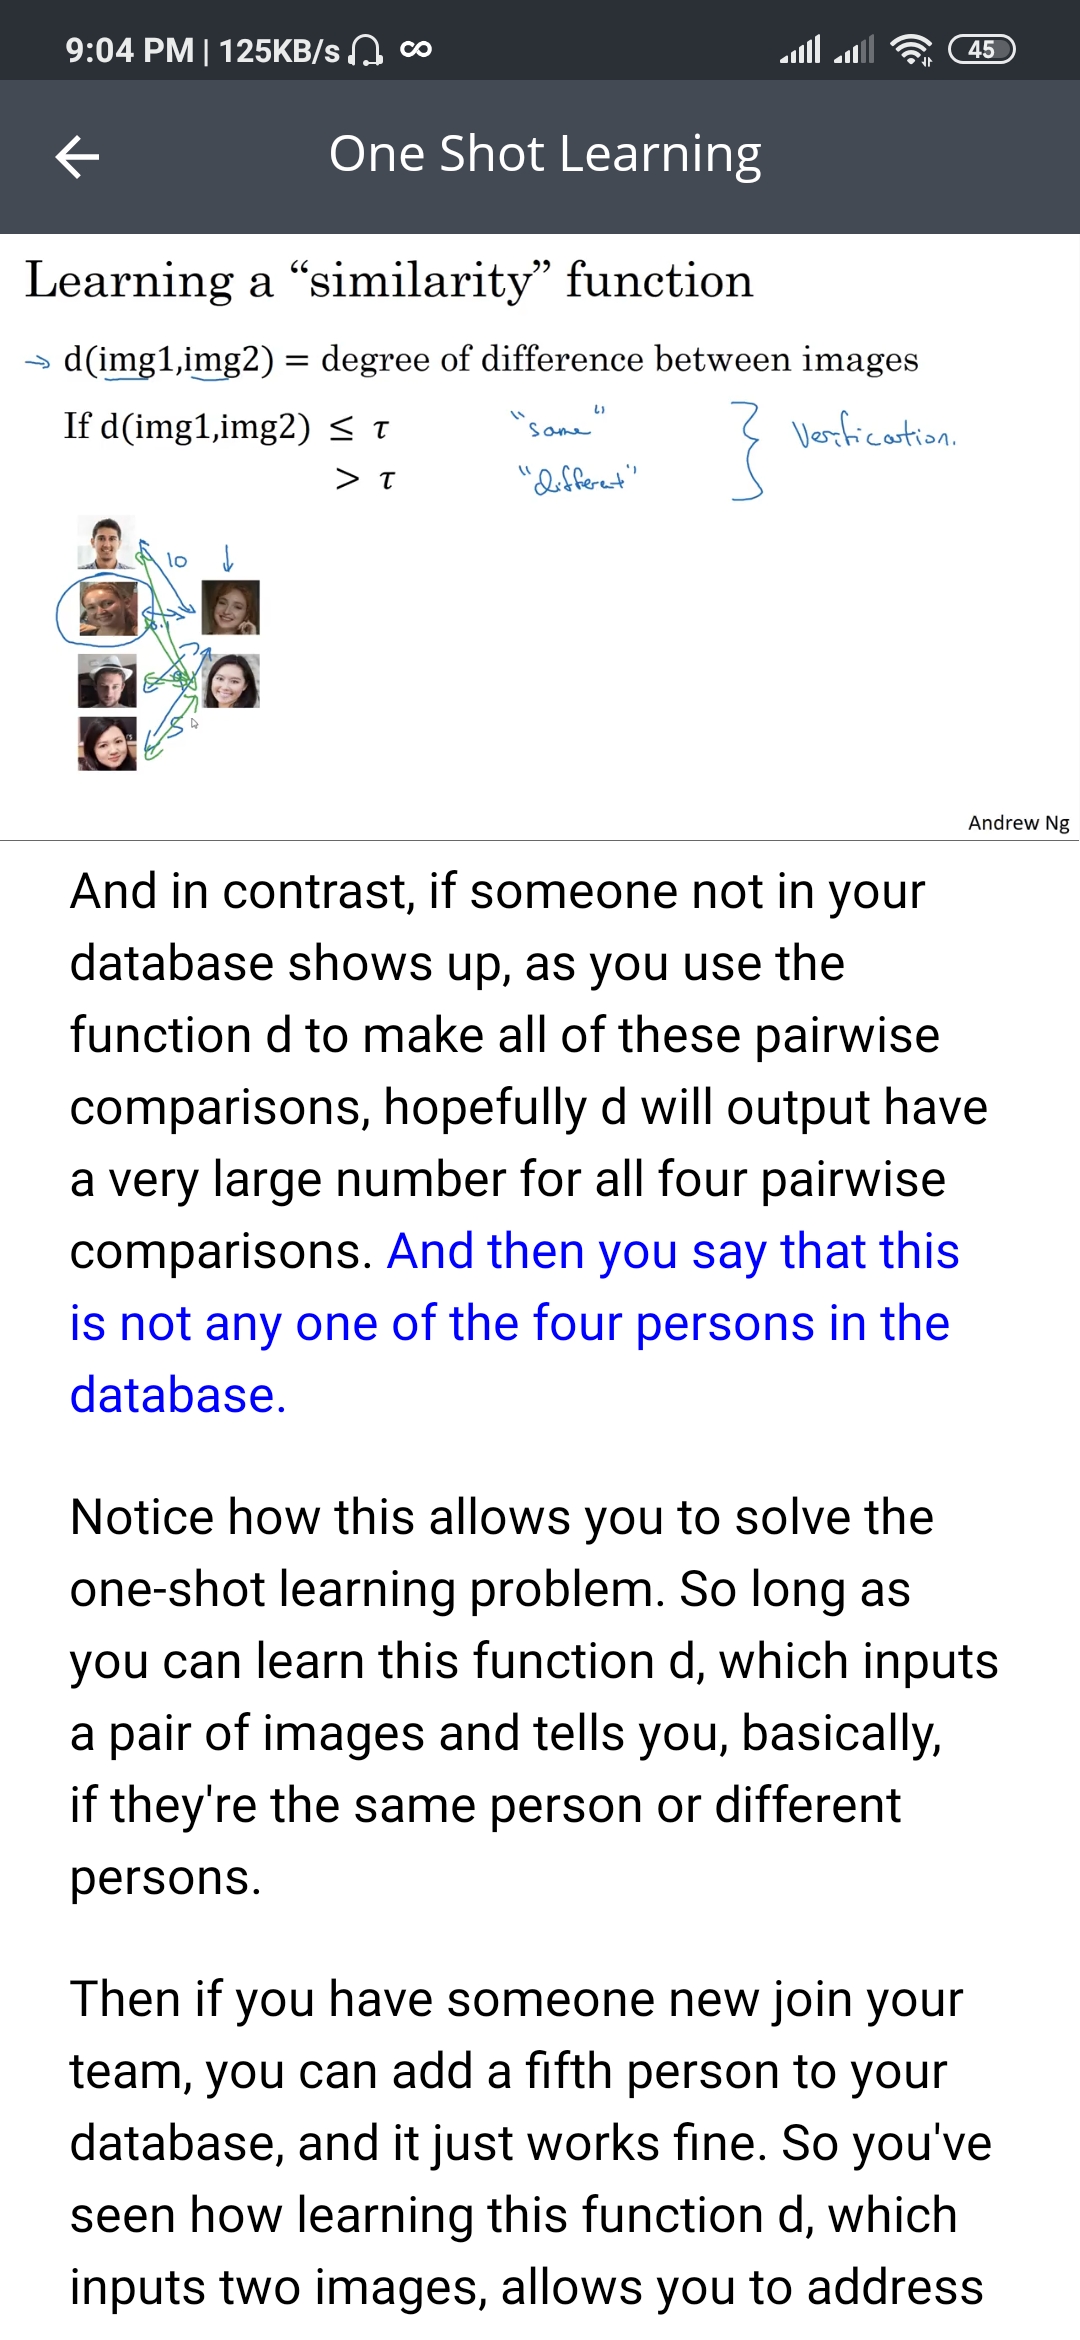 9:04 PM | 125KB/s
45
One Shot Learning
Learning a “similarity” function
d(img1,img2) = degree of difference between images
If d(img1,img2) ≤ τ
"same"
Verification.
> τ
"different"
10
5
Andrew Ng
And in contrast, if someone not in your
database shows up, as you use the
function d to make all of these pairwise
comparisons, hopefully d will output have
a very large number for all four pairwise
comparisons. And then you say that this
is not any one of the four persons in the
database.
Notice how this allows you to solve the
one-shot learning problem. So long as
you can learn this function d, which inputs
a pair of images and tells you, basically,
if they're the same person or different
persons.
Then if you have someone new join your
team, you can add a fifth person to your
database, and it just works fine. So you've
seen how learning this function d, which
inputs two images, allows you to address